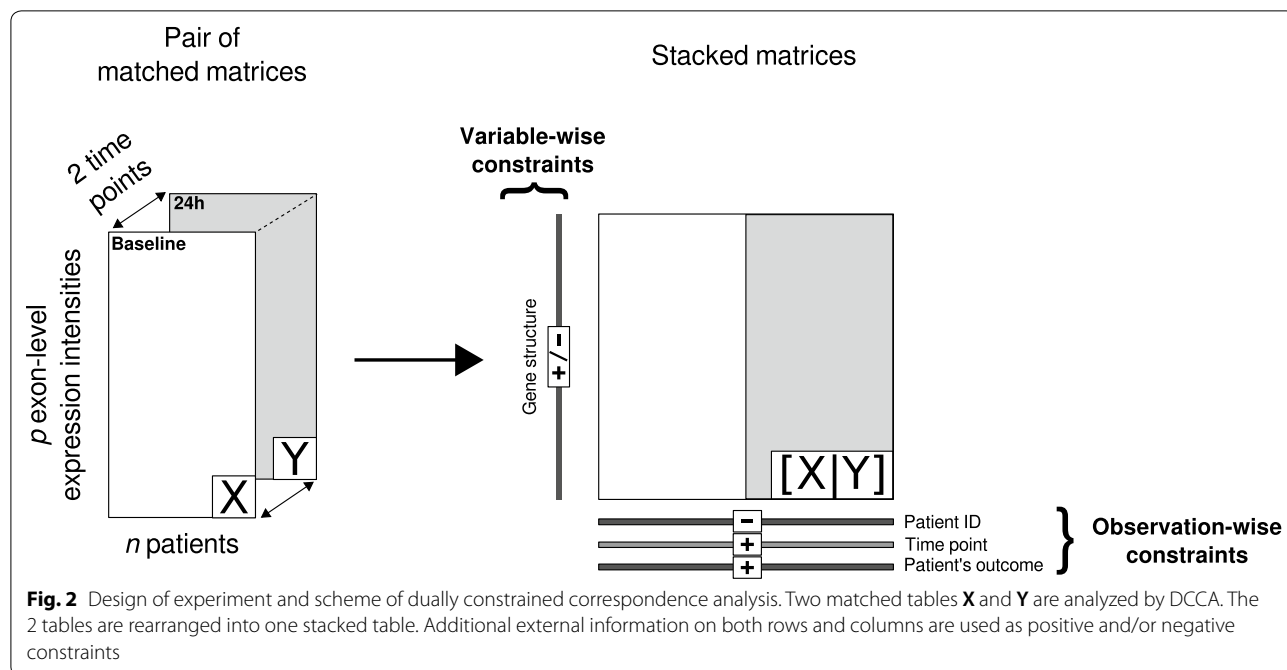 Pair of
matched matrices
Stacked matrices
Variable-wise
constraints
2 time
points
24h
Baseline
p exon-level
expression intensities
Gene structure
+/-
Y
X
[X|Y]
n patients
- Patient ID
+ Time point
+ Patient's outcome
Observation-wise
constraints
Fig. 2 Design of experiment and scheme of dually constrained correspondence analysis. Two matched tables X and Y are analyzed by DCCA. The
2 tables are rearranged into one stacked table. Additional external information on both rows and columns are used as positive and/or negative
constraints